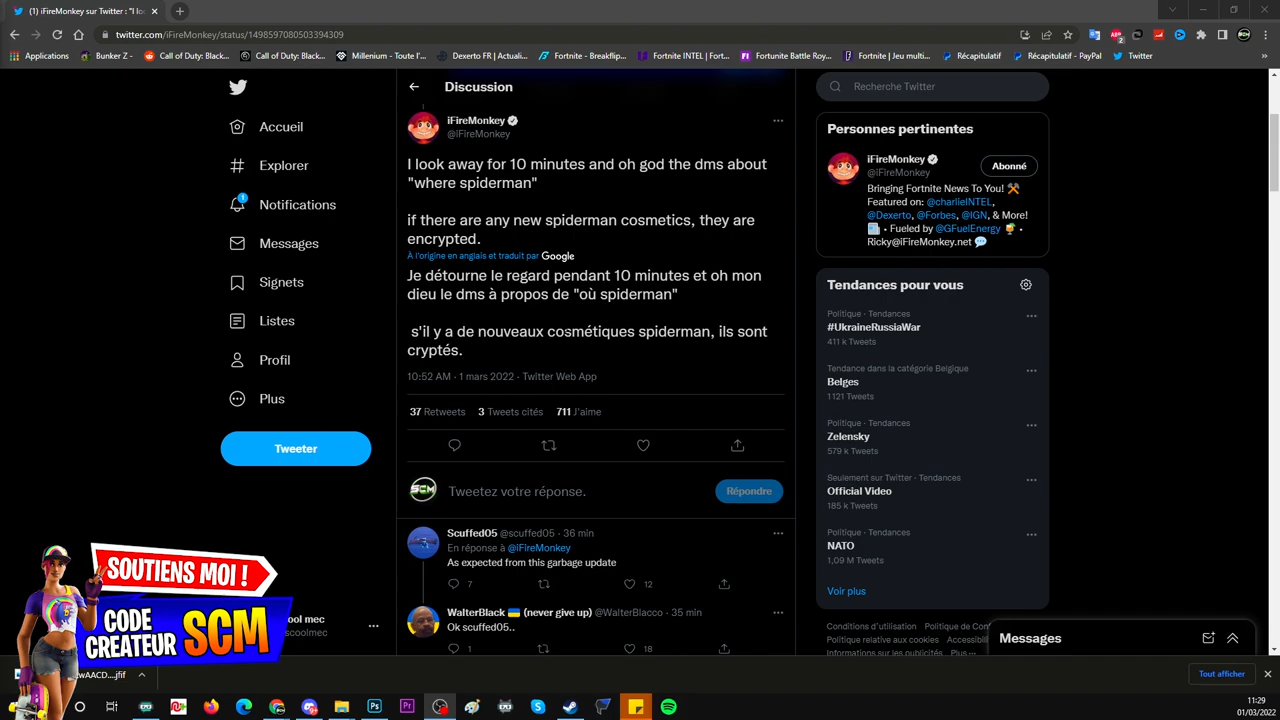 (1) iFireMonkey sur Twitter : "I loo
twitter.com/iFireMonkey/status/1498597080503394309
Applications
Bunker Z -
Call of Duty: Black...
Call of Duty: Black...
Millenium - Toute l'...
Dexerto FR | Actuali...
Fortnite - Breakflip...
Fortnite INTEL | Fort...
Fortnite Battle Roy...
Fortnite | Jeu multi...
Récapitulatif
Récapitulatif - PayPal
Twitter
»
Accueil
Explorer
1
Notifications
Messages
Signets
Listes
Profil
Plus
Tweeter
Discussion
iFireMonkey
@iFireMonkey
I look away for 10 minutes and oh god the dms about
"where spiderman"
if there are any new spiderman cosmetics, they are
encrypted.
À l'origine en anglais et traduit par Google
Je détourne le regard pendant 10 minutes et oh mon
dieu le dms à propos de "où spiderman"
s'il y a de nouveaux cosmétiques spiderman, ils sont
cryptés.
10:52 AM · 1 mars 2022 · Twitter Web App
37 Retweets 3 Tweets cités 711 J'aime
SCM
Tweetez votre réponse.
Répondre
Scuffed05 @scuffed05 · 36 min
En réponse à @iFireMonkey
As expected from this garbage update
7 12
WalterBlack (never give up) @WalterBlacco · 35 min
Ok scuffed05..
1 18
Recherche Twitter
Personnes pertinentes
iFireMonkey
@iFireMonkey
Abonné
Bringing Fortnite News To You!
Featured on: @charlieINTEL,
@Dexerto, @Forbes, @IGN, & More!
• Fueled by @GFuelEnergy •
Ricky@iFireMonkey.net
Tendances pour vous
Politique · Tendances
#UkraineRussiaWar
411 k Tweets
Tendance dans la catégorie Belgique
Belges
1 121 Tweets
Politique · Tendances
Zelensky
579 k Tweets
Seulement sur Twitter · Tendances
Official Video
185 k Tweets
Politique · Tendances
NATO
1,09 M Tweets
Voir plus
Conditions d'utilisation Politique de Con
Politique relative aux cookies Accessibil
Informations sur les publicités Plus ···
Messages
SOUTIENS MOI !
CODE
CREATEUR SCM
ool mec
scoolmec
wAACD....jfif
Tout afficher
11:29
01/03/2022